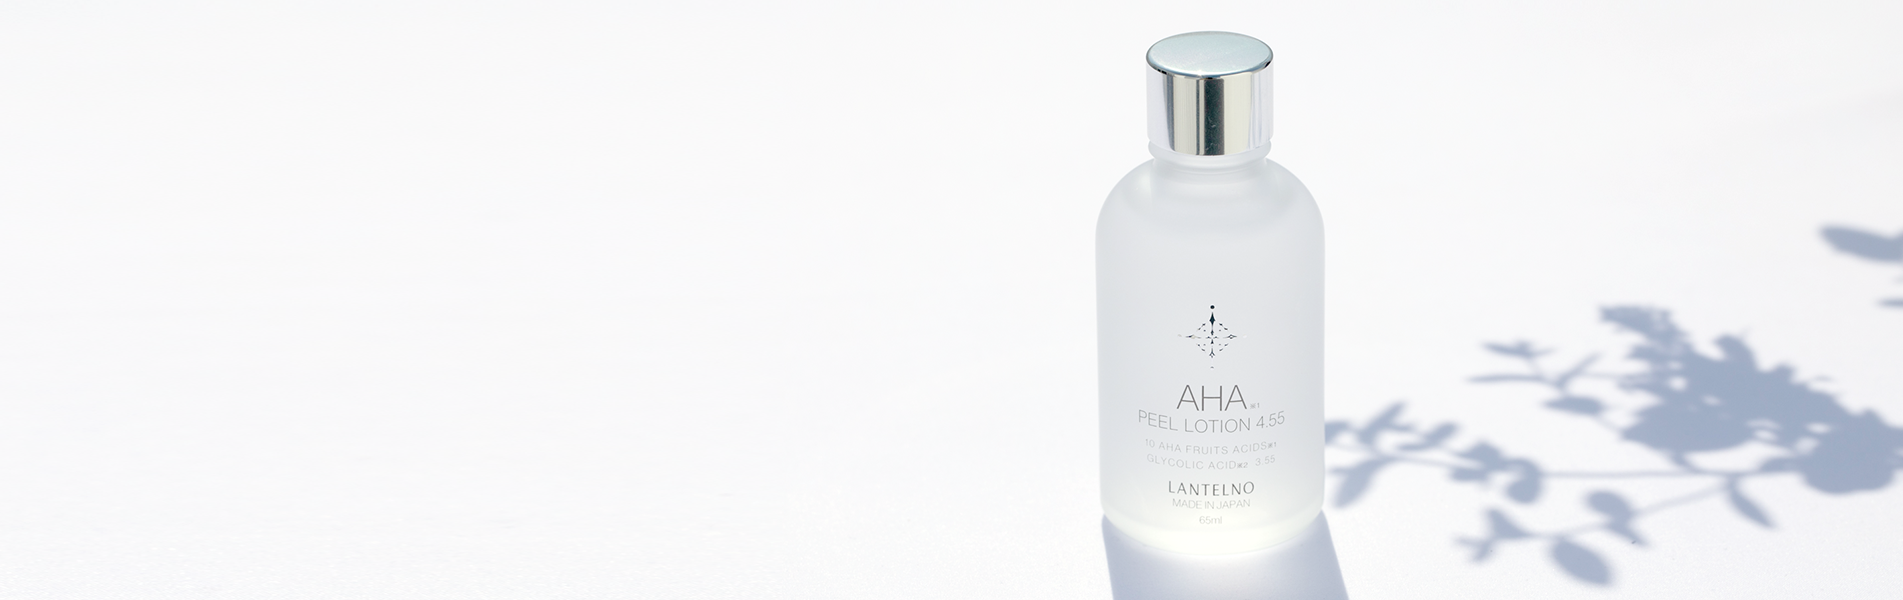 AHA※1
PEEL LOTION 4.55
10 AHA FRUITS ACIDS※1
GLYCOLIC ACID※2 3.55
LANTELNO
MADE IN JAPAN
65ml